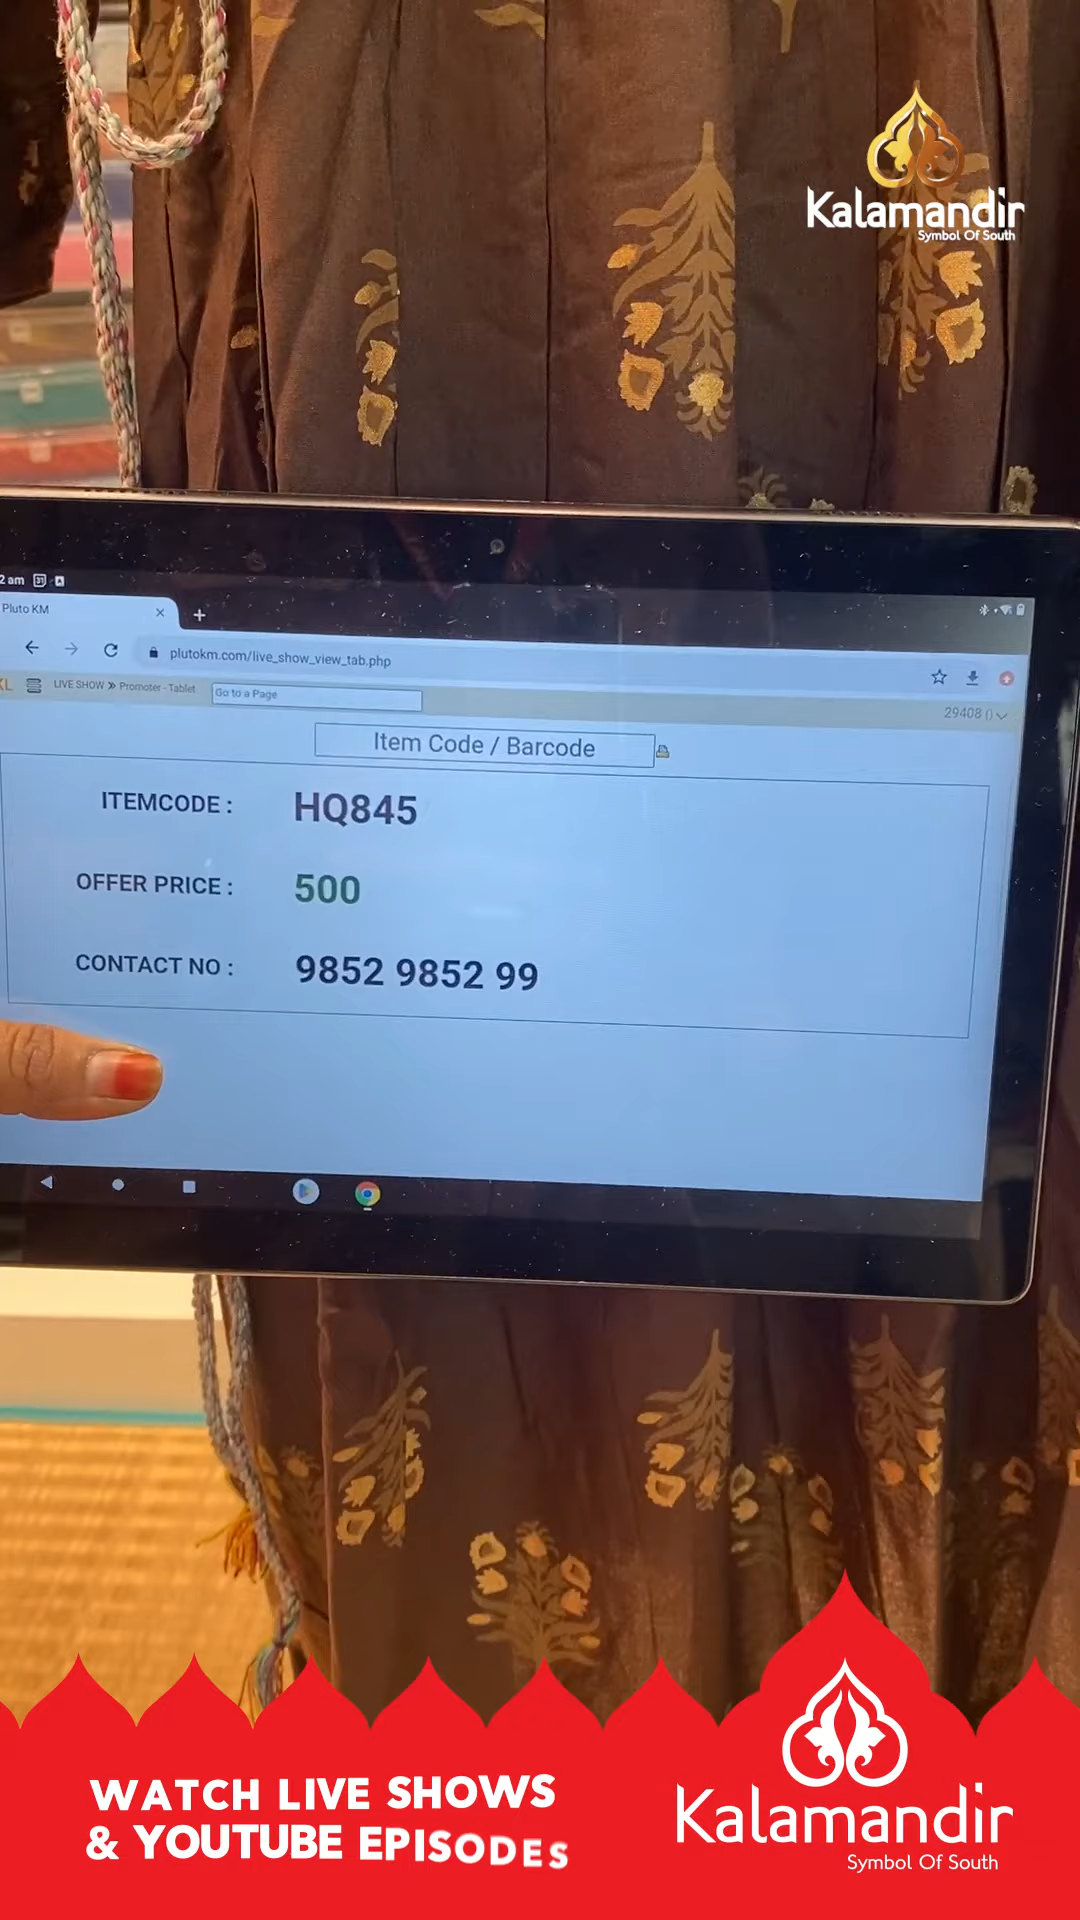 Kalamandir
Symbol Of South
2 am
Pluto KM
plutokm.com/live_show_view_tab.php
LIVE SHOW >> Promoter - Tablet
Go to a Page
29408 ()
Item Code / Barcode
ITEMCODE : HQ845
OFFER PRICE : 500
CONTACT NO : 9852 9852 99
WATCH LIVE SHOWS
& YOUTUBE EPISODES
Kalamandir
Symbol Of South